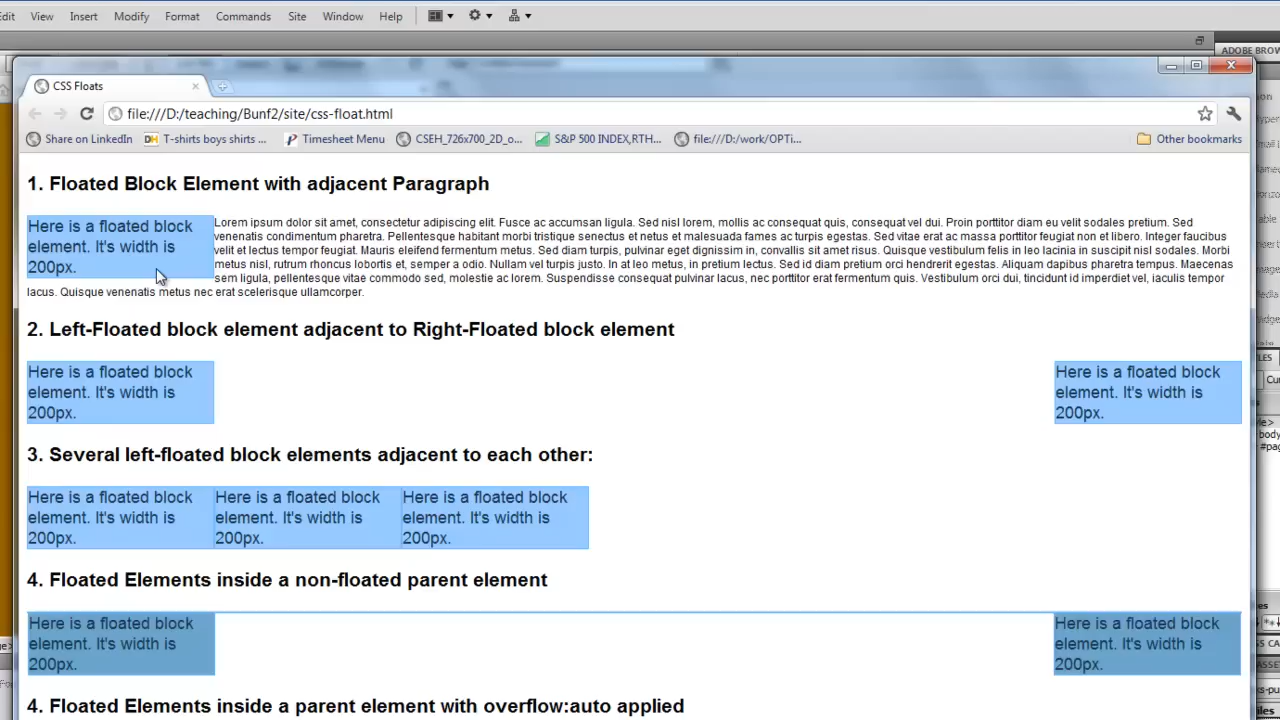 View Insert Modify Format Commands Site Window Help
ADOBE BROW
CSS Floats
file:///D:/teaching/Bunf2/site/css-float.html
Share on LinkedIn T-shirts boys shirts ... Timesheet Menu CSEH_726x700_2D_o... S&P 500 INDEX,RTH... file:///D:/work/OPTi... Other bookmarks
1. Floated Block Element with adjacent Paragraph
Here is a floated block
element. It's width is
200px.
Lorem ipsum dolor sit amet, consectetur adipiscing elit. Fusce ac accumsan ligula. Sed nisl lorem, mollis ac consequat quis, consequat vel dui. Proin porttitor diam eu velit sodales pretium. Sed
venenatis condimentum pharetra. Pellentesque habitant morbi tristique senectus et netus et malesuada fames ac turpis egestas. Sed vitae erat ac massa porttitor feugiat non et libero. Integer faucibus
velit et lectus tempor feugiat. Mauris eleifend fermentum metus. Sed diam turpis, pulvinar eget dignissim in, convallis sit amet risus. Quisque vestibulum felis in leo lacinia in suscipit nisl sodales. Morbi
metus nisl, rutrum rhoncus lobortis et, semper a odio. Nullam vel turpis justo. In at leo metus, in pretium lectus. Sed id diam pretium orci hendrerit egestas. Aliquam dapibus pharetra tempus. Maecenas
sem ligula, pellentesque vitae commodo sed, molestie ac lorem. Suspendisse consequat pulvinar lacus, nec porttitor erat fermentum quis. Vestibulum orci dui, tincidunt id imperdiet vel, iaculis tempor
lacus. Quisque venenatis metus nec erat scelerisque ullamcorper.
2. Left-Floated block element adjacent to Right-Floated block element
Here is a floated block
element. It's width is
200px.
Here is a floated block
element. It's width is
200px.
3. Several left-floated block elements adjacent to each other:
Here is a floated block
element. It's width is
200px.
Here is a floated block
element. It's width is
200px.
Here is a floated block
element. It's width is
200px.
4. Floated Elements inside a non-floated parent element
Here is a floated block
element. It's width is
200px.
Here is a floated block
element. It's width is
200px.
4. Floated Elements inside a parent element with overflow:auto applied